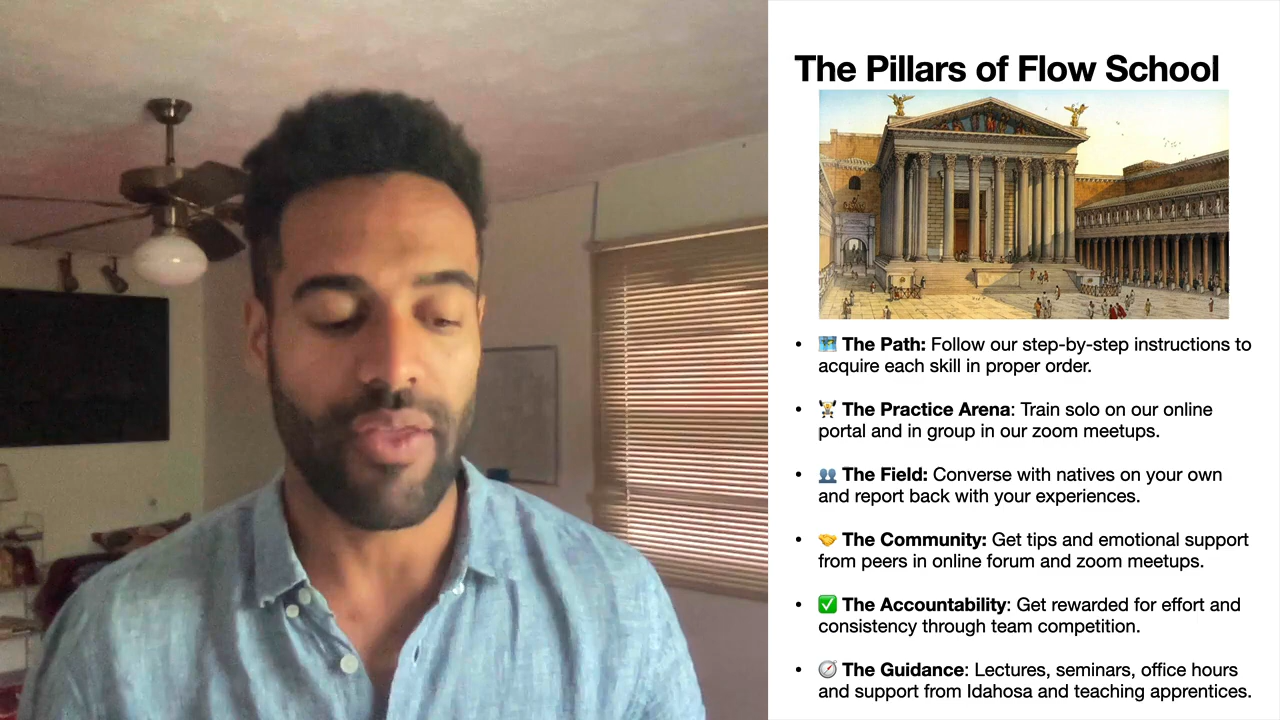 The Pillars of Flow School
• 🗺️ The Path: Follow our step-by-step instructions to
acquire each skill in proper order.
• 🏋️ The Practice Arena: Train solo on our online
portal and in group in our zoom meetups.
• 👥 The Field: Converse with natives on your own
and report back with your experiences.
• 🤝 The Community: Get tips and emotional support
from peers in online forum and zoom meetups.
• ✅ The Accountability: Get rewarded for effort and
consistency through team competition.
• 🧭 The Guidance: Lectures, seminars, office hours
and support from Idahosa and teaching apprentices.